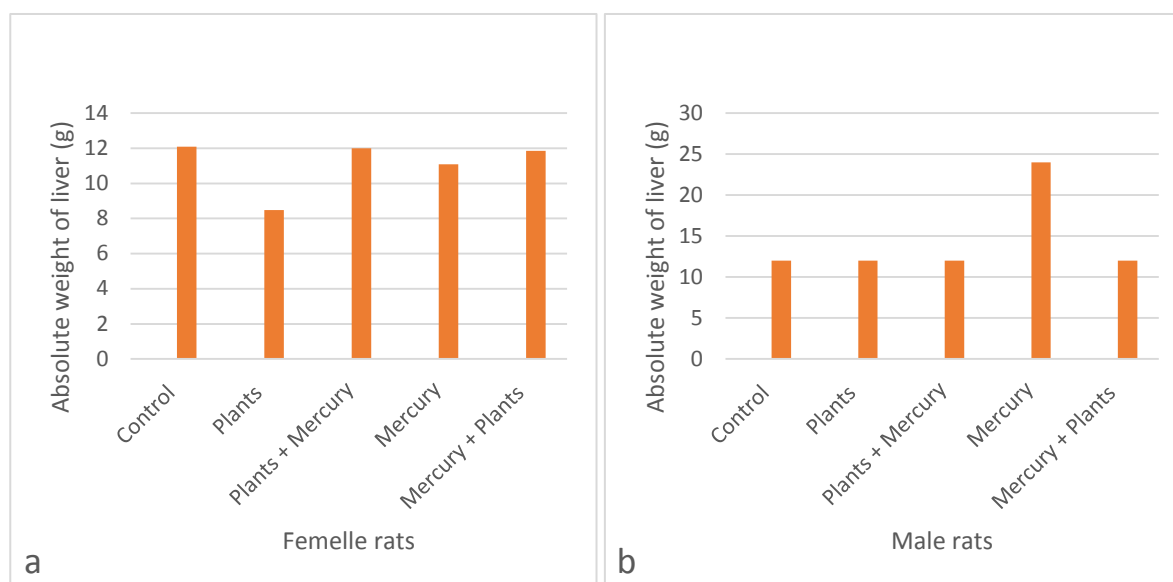 Absolute weight of liver (g)
14
12
10
8
6
4
2
0
Control
Plants
Plants + Mercury
Mercury
Mercury + Plants
Femelle rats
a
Absolute weight of liver (g)
30
25
20
15
10
5
0
Control
Plants
Plants + Mercury
Mercury
Mercury + Plants
Male rats
b